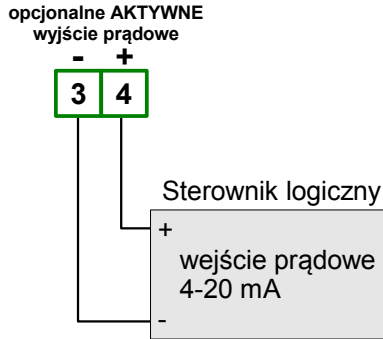 opcjonalne AKTYWNE
wyjście prądowe
- +
3 4
Sterownik logiczny
+
wejście prądowe
4-20 mA
-